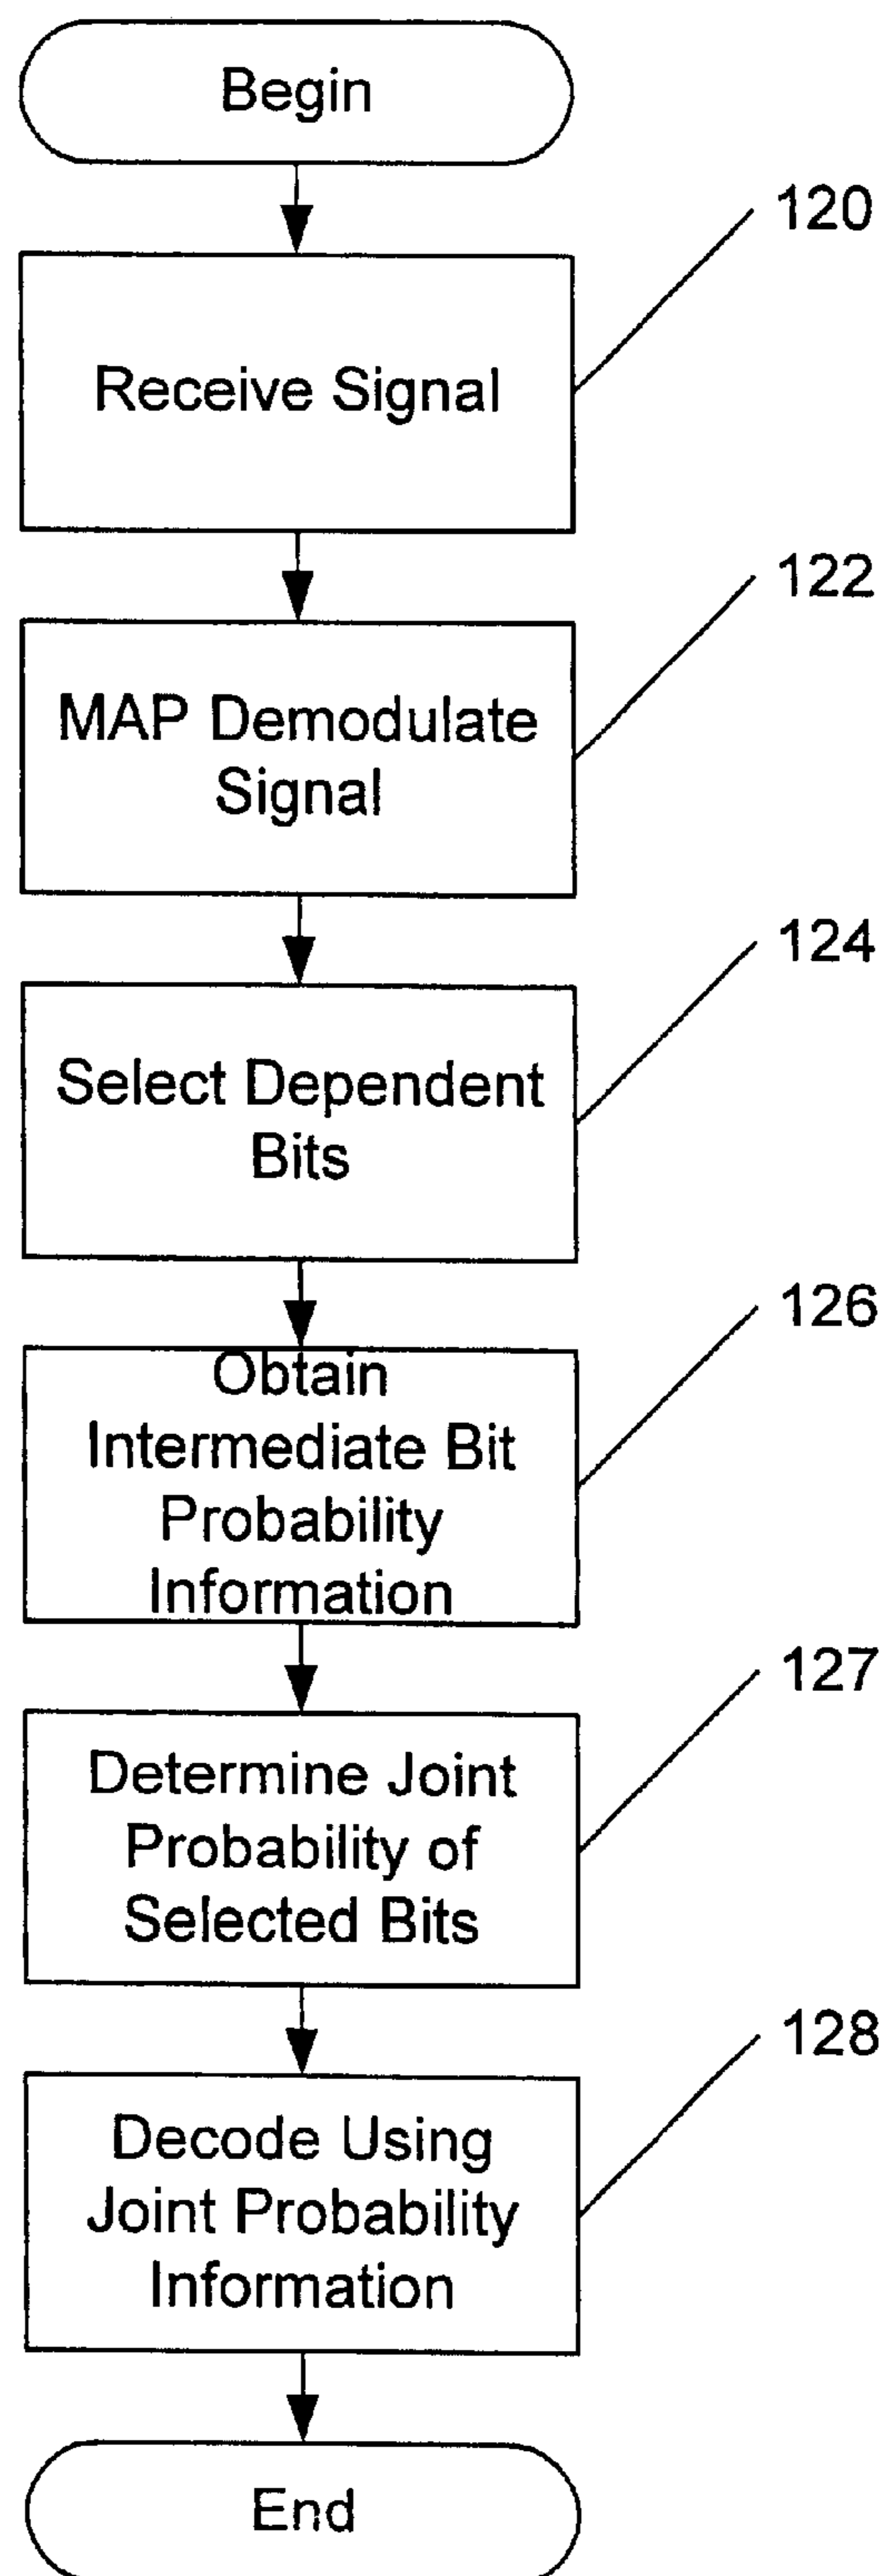 Begin
120
Receive Signal
122
MAP Demodulate
Signal
124
Select Dependent
Bits
126
Obtain
Intermediate Bit
Probability
Information
127
Determine Joint
Probability of
Selected Bits
128
Decode Using
Joint Probability
Information
End